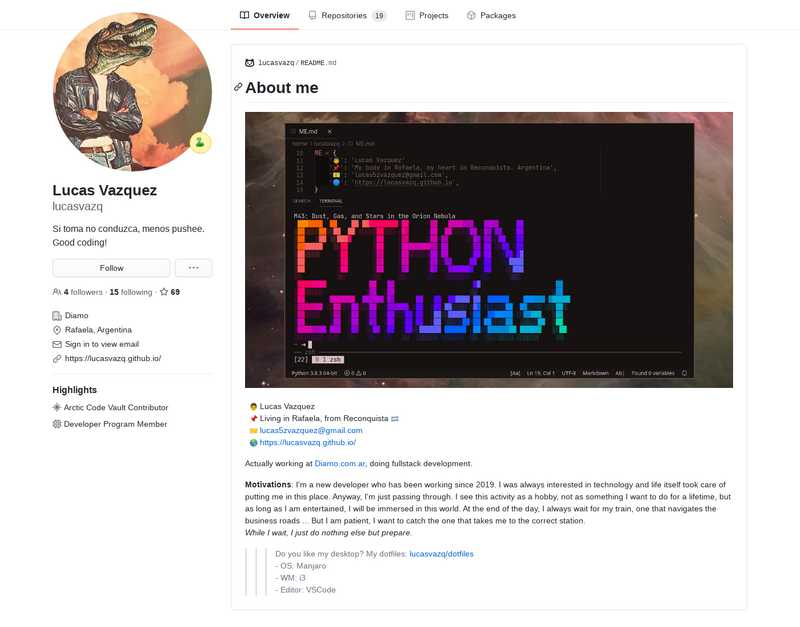 Overview
Repositories 19
Projects
Packages
Lucas Vazquez
lucasvazq
Si toma no conduzca, menos pushee.
Good coding!
Follow
4 followers · 15 following · 69
Diamo
Rafaela, Argentina
Sign in to view email
https://lucasvazq.github.io/
Highlights
Arctic Code Vault Contributor
Developer Program Member
lucasvazq/README.md
About me
ME.md
home > lucasvazq > ME.md
10 ME = {
11 '👨': 'Lucas Vazquez'
12 '📌': 'My body in Rafaela, my heart in Reconquista. Argentina',
13 '📧': 'lucas5zvazquez@gmail.com',
14 '🌎': 'https://lucasvazq.github.io',
15 }
TERMINAL
M43: Dust, Gas, and Stars in the Orion Nebula
PYTHON
Enthusiast
~ ➜
zsh
[22] 0 1 zsh
Python 3.8.3 64-bit 0 0 [Aa] Ln 19, Col 1 UTF-8 Markdown Found 0 variables
👨 Lucas Vazquez
📌 Living in Rafaela, from Reconquista 🇦🇷
📧 lucas5zvazquez@gmail.com
🌎 https://lucasvazq.github.io/
Actually working at Diamo.com.ar, doing fullstack development.
Motivations: I'm a new developer who has been working since 2019. I was always interested in technology and life itself took care of
putting me in this place. Anyway, I'm just passing through. I see this activity as a hobby, not as something I want to do for a lifetime, but
as long as I am entertained, I will be immersed in this world. At the end of the day, I always wait for my train, one that navigates the
business roads ... But I am patient, I want to catch the one that takes me to the correct station.
While I wait, I just do nothing else but prepare.
Do you like my desktop? My dotfiles: lucasvazq/dotfiles
- OS: Manjaro
- WM: i3
- Editor: VSCode